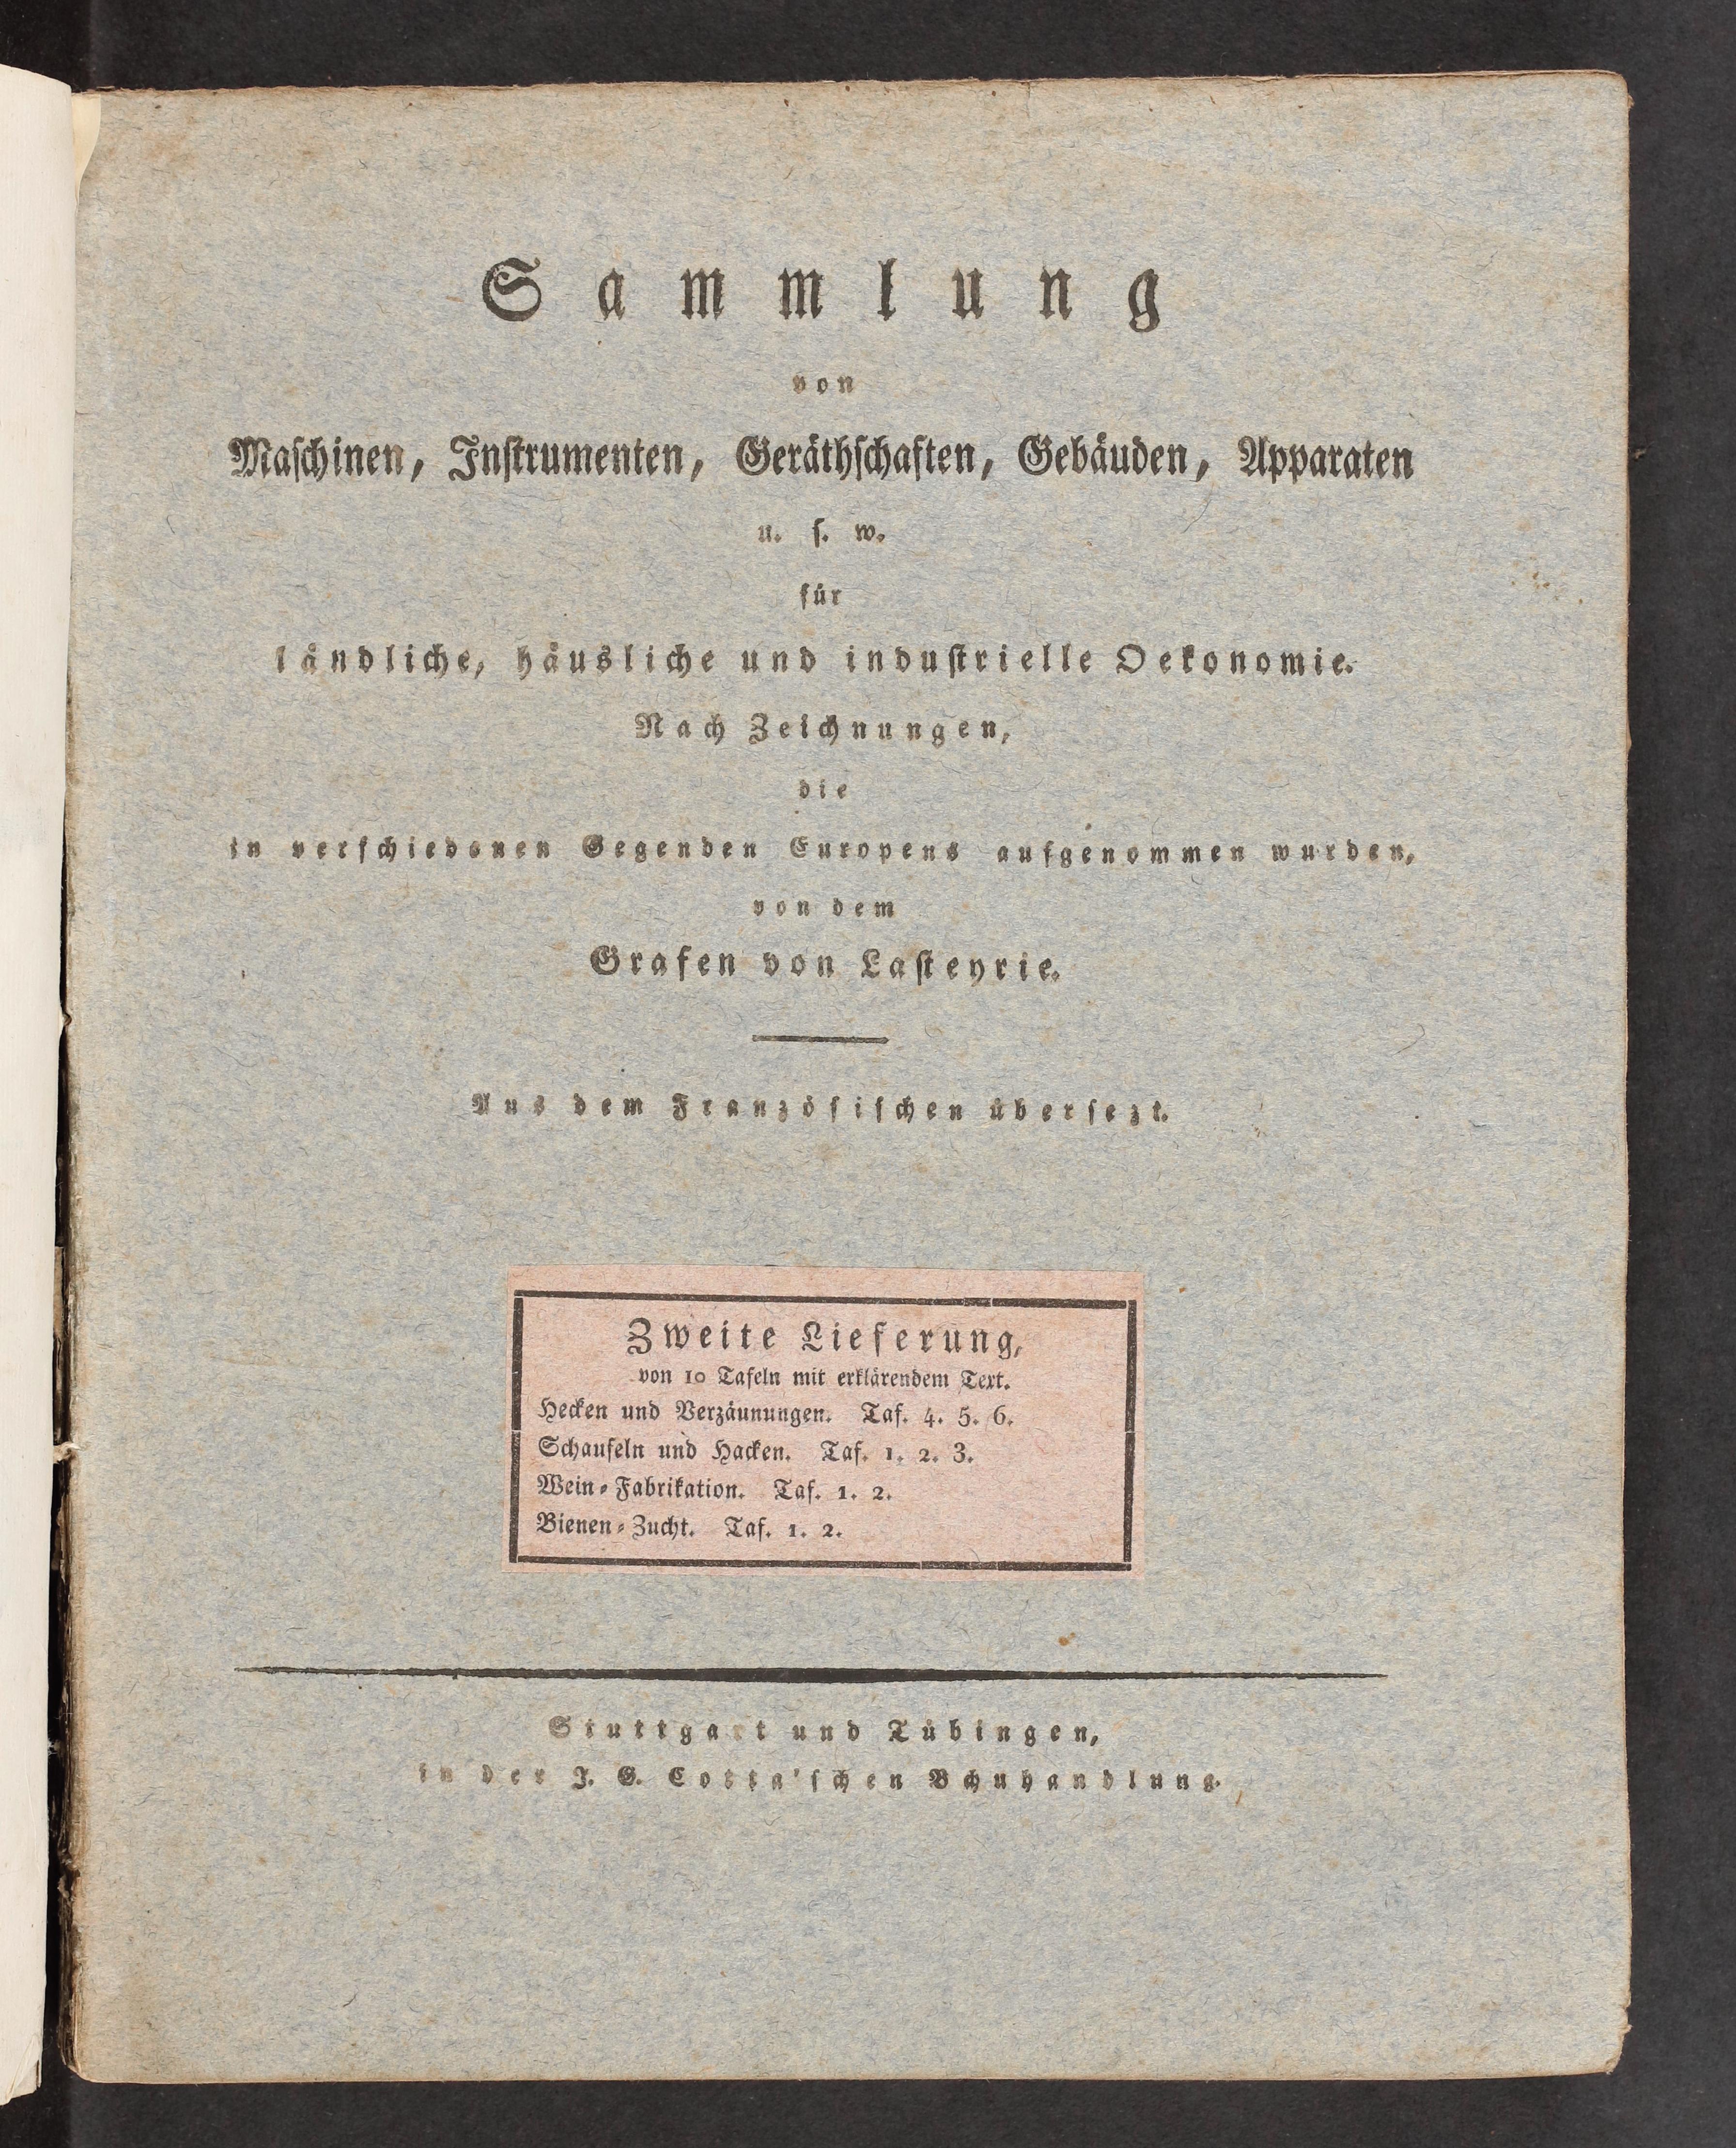 Sammlung
von
Maſchinen, Inſtrumenten, Geräthſchaften, Gebäuden, Apparaten
u. ſ. w.
für
ländliche, häusliche und induſtrielle Oekonomie.
Nach Zeichnungen,
die
in verſchiedenen Gegenden Europens aufgenommen wurden,
von dem
Grafen von Laſteyrie.
Aus dem Franzöſiſchen überſezt.
Zweite Lieferung,
von 10 Tafeln mit erklärendem Text.
Hecken und Verzäunungen. Taf. 4. 5. 6.
Schaufeln und Hacken. Taf. 1. 2. 3.
Wein-Fabrikation. Taf. 1. 2.
Bienen-Zucht. Taf. 1. 2.
Stuttgart und Tübingen,
in der J. G. Cotta'ſchen Bchuhandlung.